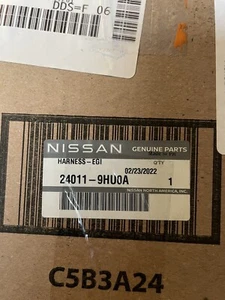 DDS=F 06
NISSAN GENUINE PARTS
HARNESS-EGI QTY
02/23/2022
24011-9HU0A 1
NISSAN NORTH AMERICA, INC.
C5B3A24